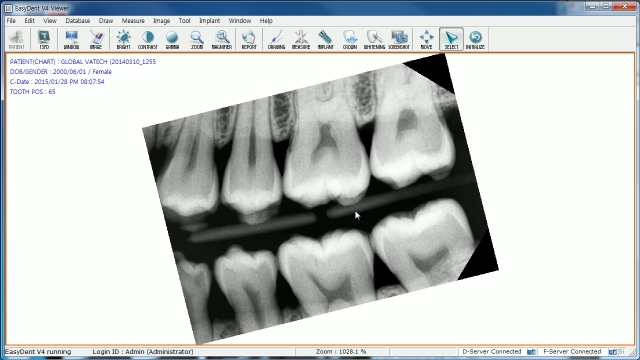 EasyDent V4 Viewer
File Edit View Database Draw Measure Image Tool Implant Window Help
PATIENT TSPD WINDOW IMAGE BRIGHT CONTRAST GAMMA ZOOM MAGNIFIER REPORT DRAWING MEASURE IMPLANT CROWN WHITENING SCREENSHOT MOVE SELECT INITIALIZE
PATIENT(CHART) : GLOBAL VATECH (20140310_1255
DOB/GENDER : 2000/06/01 / Female
C-Date : 2015/01/28 PM 08:07:54
TOOTH POS : 65
EasyDent V4 running Login ID : Admin (Administrator) Zoom : 1028.1 % D-Server Connected F-Server Connected